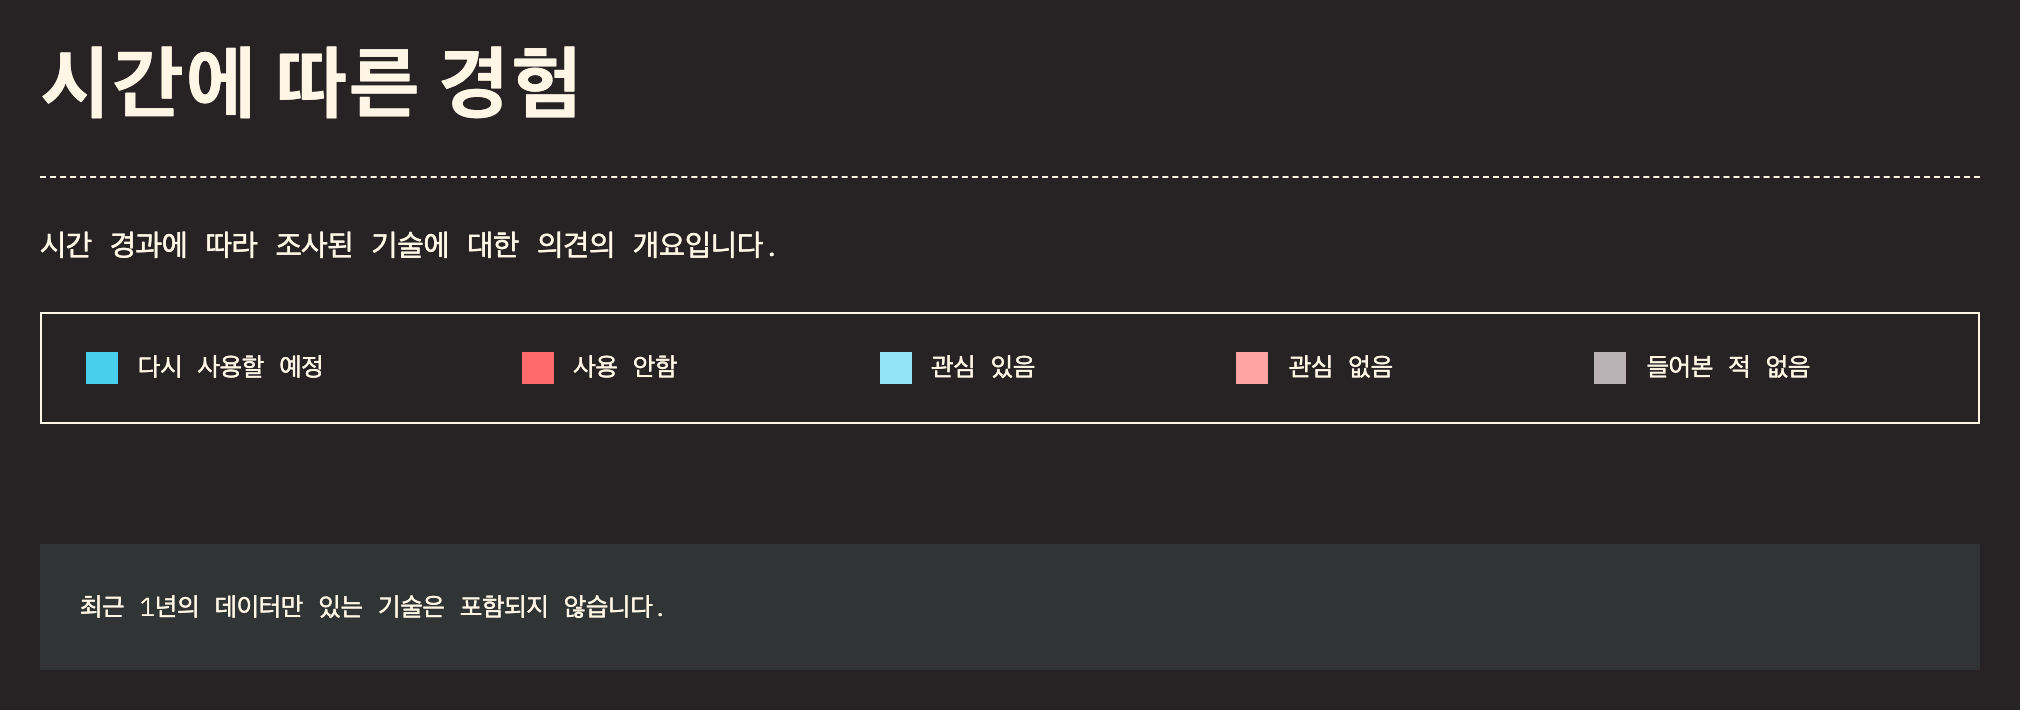 시간에 따른 경험
시간 경과에 따라 조사된 기술에 대한 의견의 개요입니다.
다시 사용할 예정 사용 안함 관심 있음 관심 없음 들어본 적 없음
최근 1년의 데이터만 있는 기술은 포함되지 않습니다.